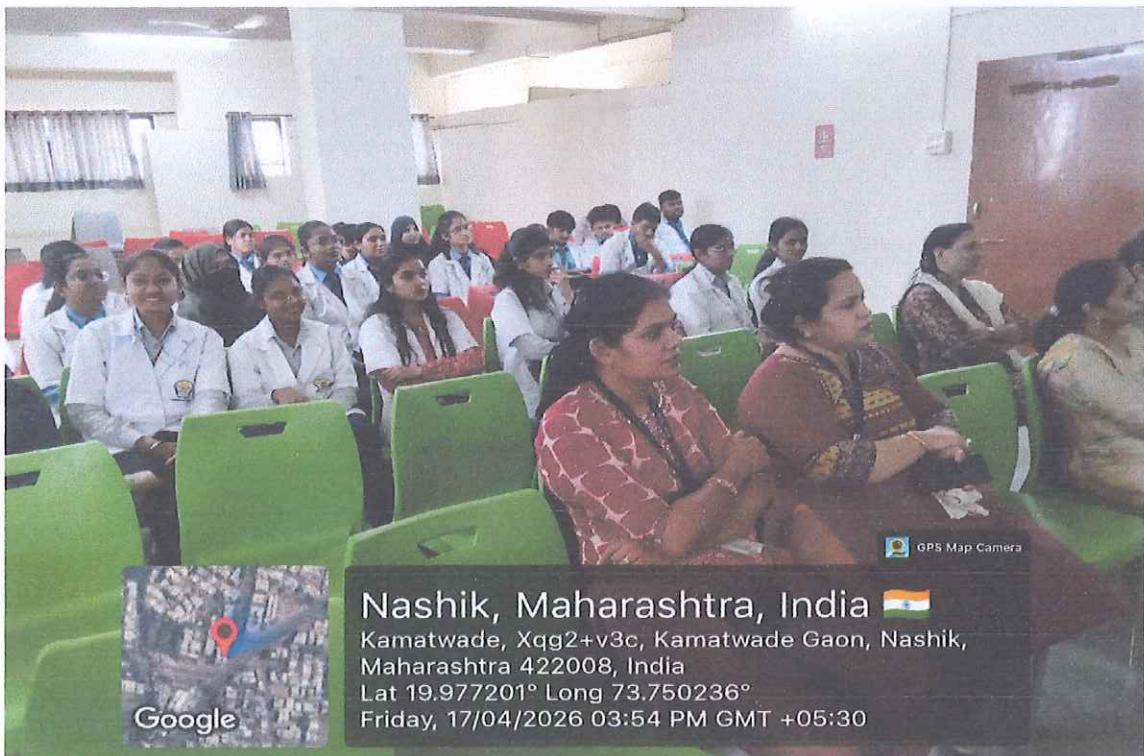 GPS Map Camera
Nashik, Maharashtra, India
Kamatwade, Xqg2+v3c, Kamatwade Gaon, Nashik,
Maharashtra 422008, India
Lat 19.977201° Long 73.750236°
Friday, 17/04/2026 03:54 PM GMT +05:30
Google